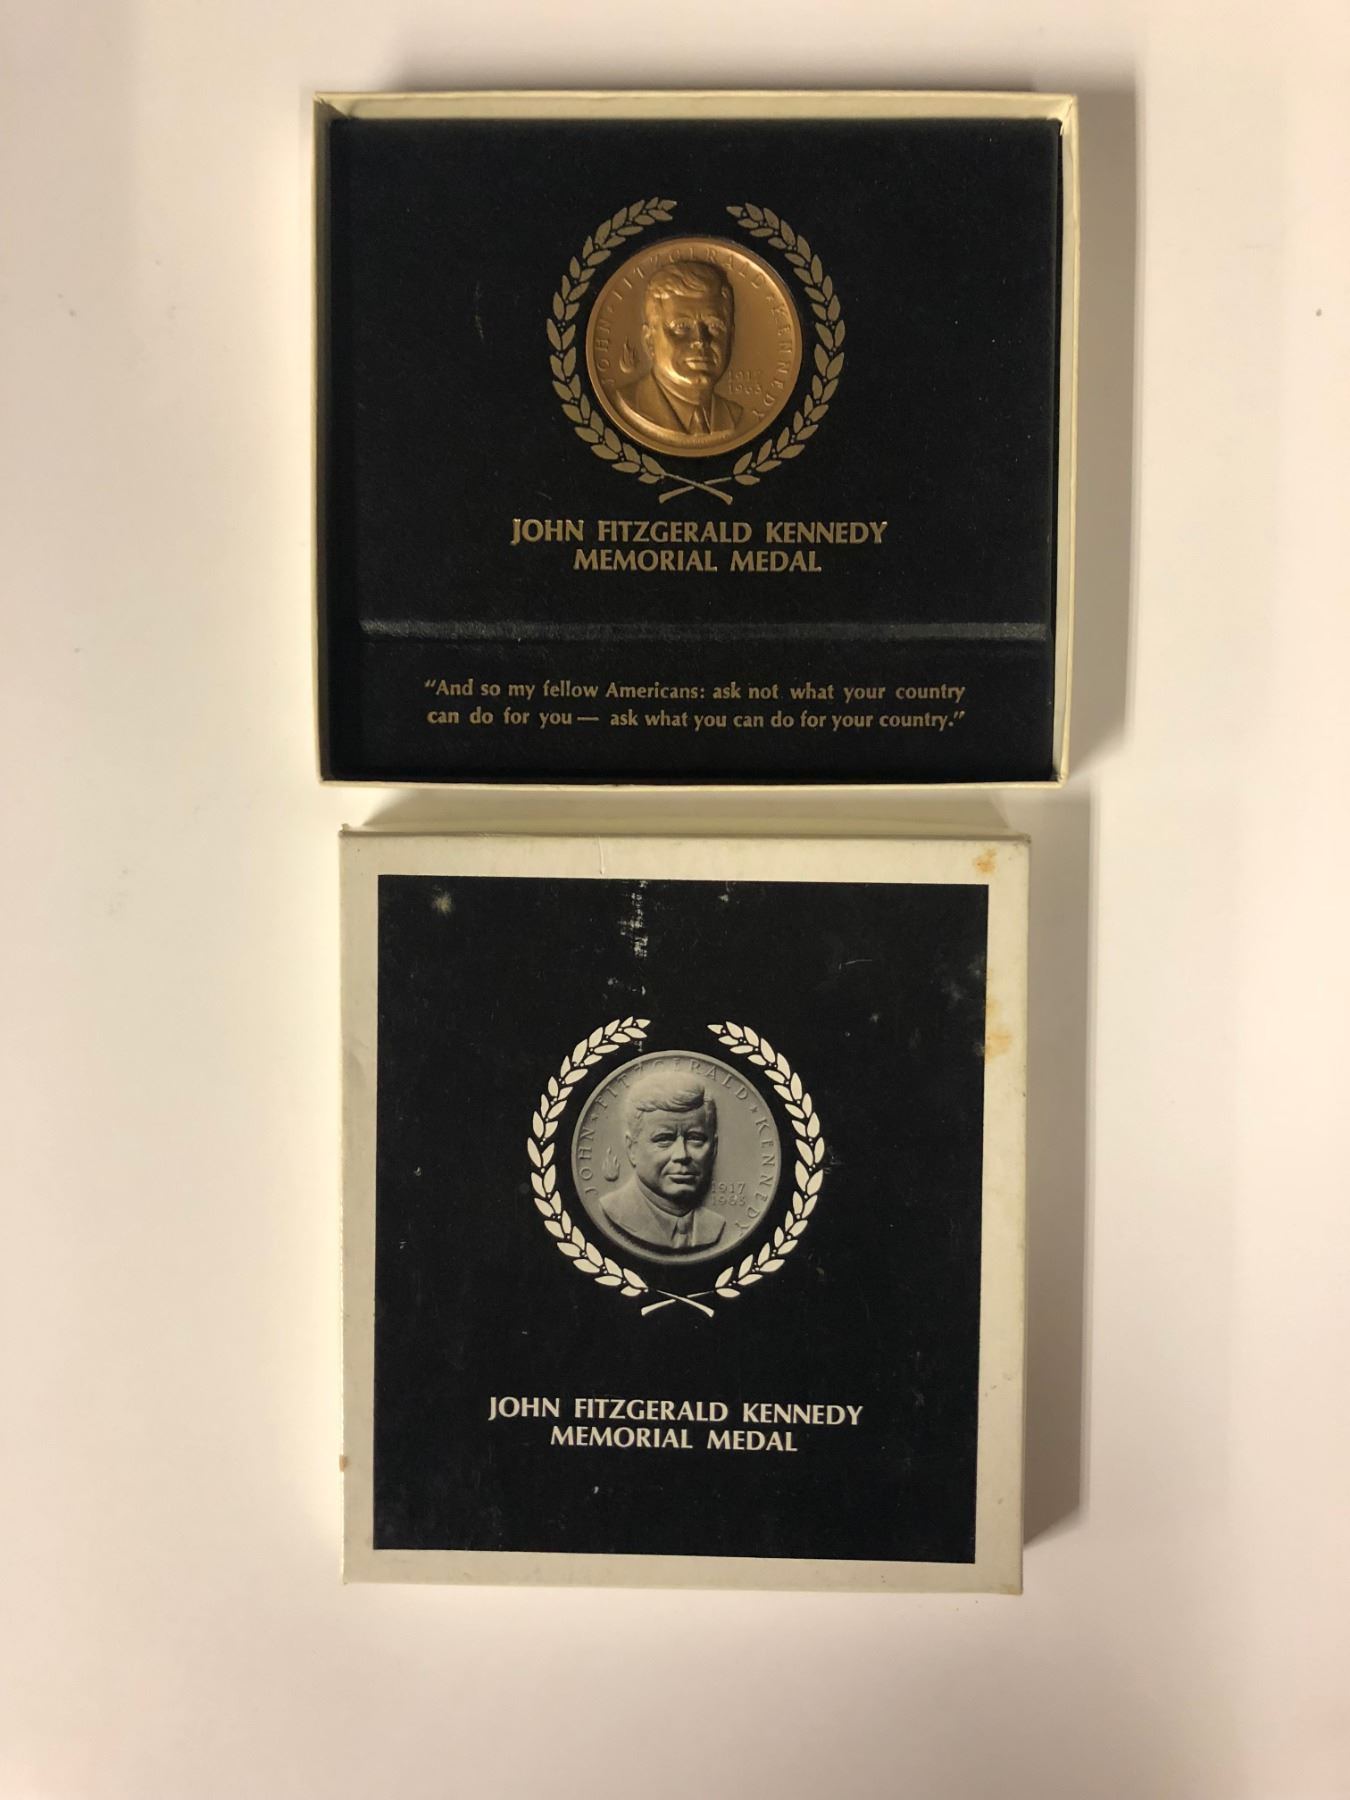 JOHN ★ FITZGERALD ★ KENNEDY
1917
1963
JOHN FITZGERALD KENNEDY
MEMORIAL MEDAL
“And so my fellow Americans: ask not what your country
can do for you — ask what you can do for your country.”
JOHN ★ FITZGERALD ★ KENNEDY
1917
1963
JOHN FITZGERALD KENNEDY
MEMORIAL MEDAL